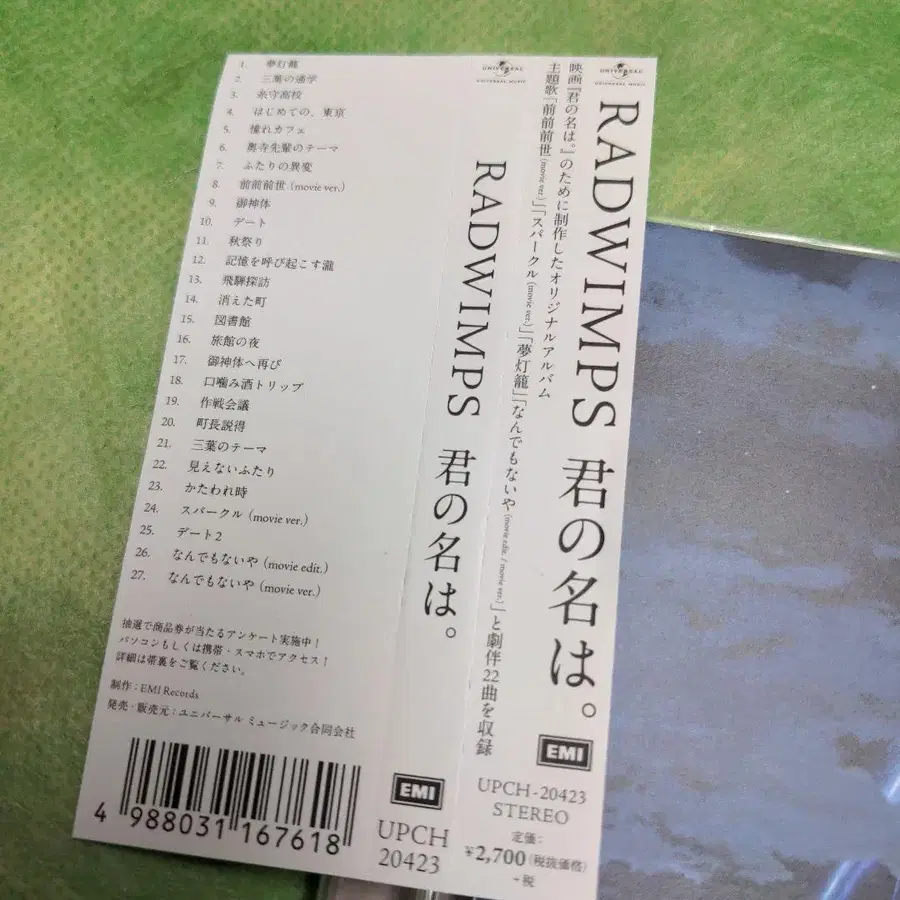 1. 夢灯籠
2. 三葉の通学
3. 糸守高校
4. はじめての、東京
5. 憧れカフェ
6. 奥寺先輩のテーマ
7. ふたりの異変
8. 前前前世 (movie ver.)
9. 御神体
10. デート
11. 秋祭り
12. 記憶を呼び起こす瀧
13. 飛騨探訪
14. 消えた町
15. 図書館
16. 旅館の夜
17. 御神体へ再び
18. 口噛み酒トリップ
19. 作戦会議
20. 町長説得
21. 三葉のテーマ
22. 見えないふたり
23. かたわれ時
24. スパークル (movie ver.)
25. デート2
26. なんでもないや (movie edit.)
27. なんでもないや (movie ver.)
抽選で商品券が当たるアンケート実施中!
パソコンもしくは携帯・スマホでアクセス!
詳細は帯裏をご覧ください。
制作:EMI Records
発売・販売元:ユニバーサル ミュージック合同会社
4 988031 167618
UNIVERSAL
UNIVERSAL MUSIC
RADWIMPS 君の名は。
EMI
UPCH
20423
UNIVERSAL
UNIVERSAL MUSIC
RADWIMPS 君の名は。
映画『君の名は。』のために制作したオリジナルアルバム
主題歌「前前前世 (movie ver.)」「スパークル (movie ver.)」「夢灯籠」「なんでもないや (movie edit. / movie ver.)」と劇伴22曲を収録
EMI
UPCH-20423
STEREO
定価:
¥2,700(税抜価格)
+税